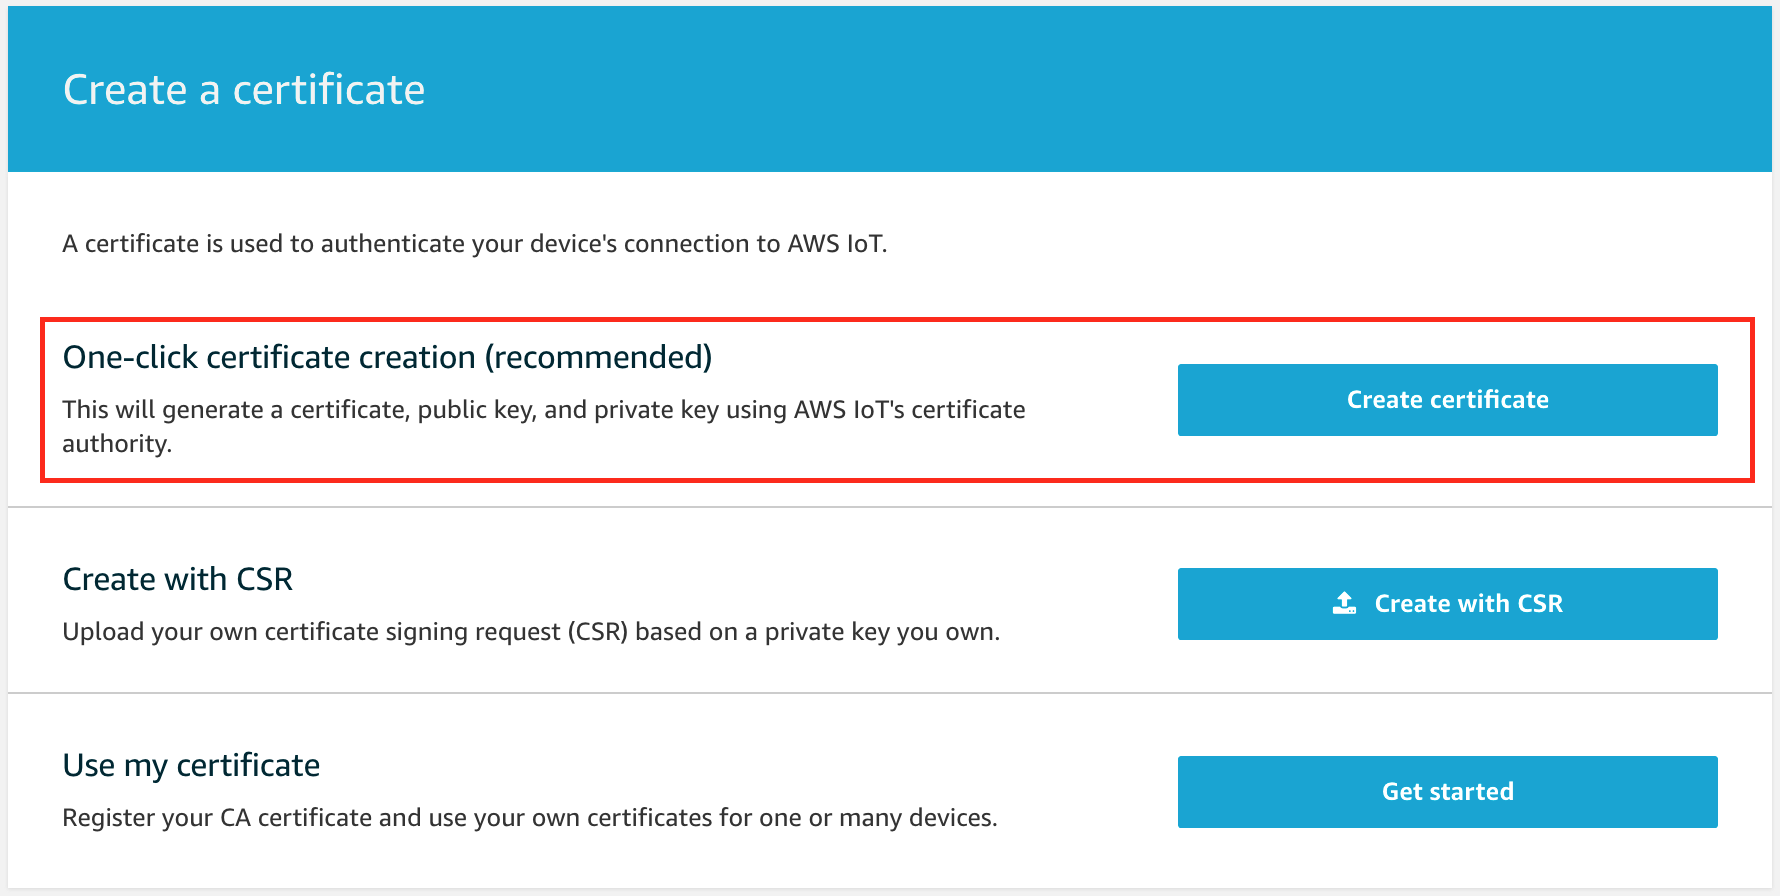 Create a certificate
A certificate is used to authenticate your device's connection to AWS IoT.
One-click certificate creation (recommended)
This will generate a certificate, public key, and private key using AWS IoT's certificate
authority.
Create certificate
Create with CSR
Upload your own certificate signing request (CSR) based on a private key you own.
Create with CSR
Use my certificate
Register your CA certificate and use your own certificates for one or many devices.
Get started